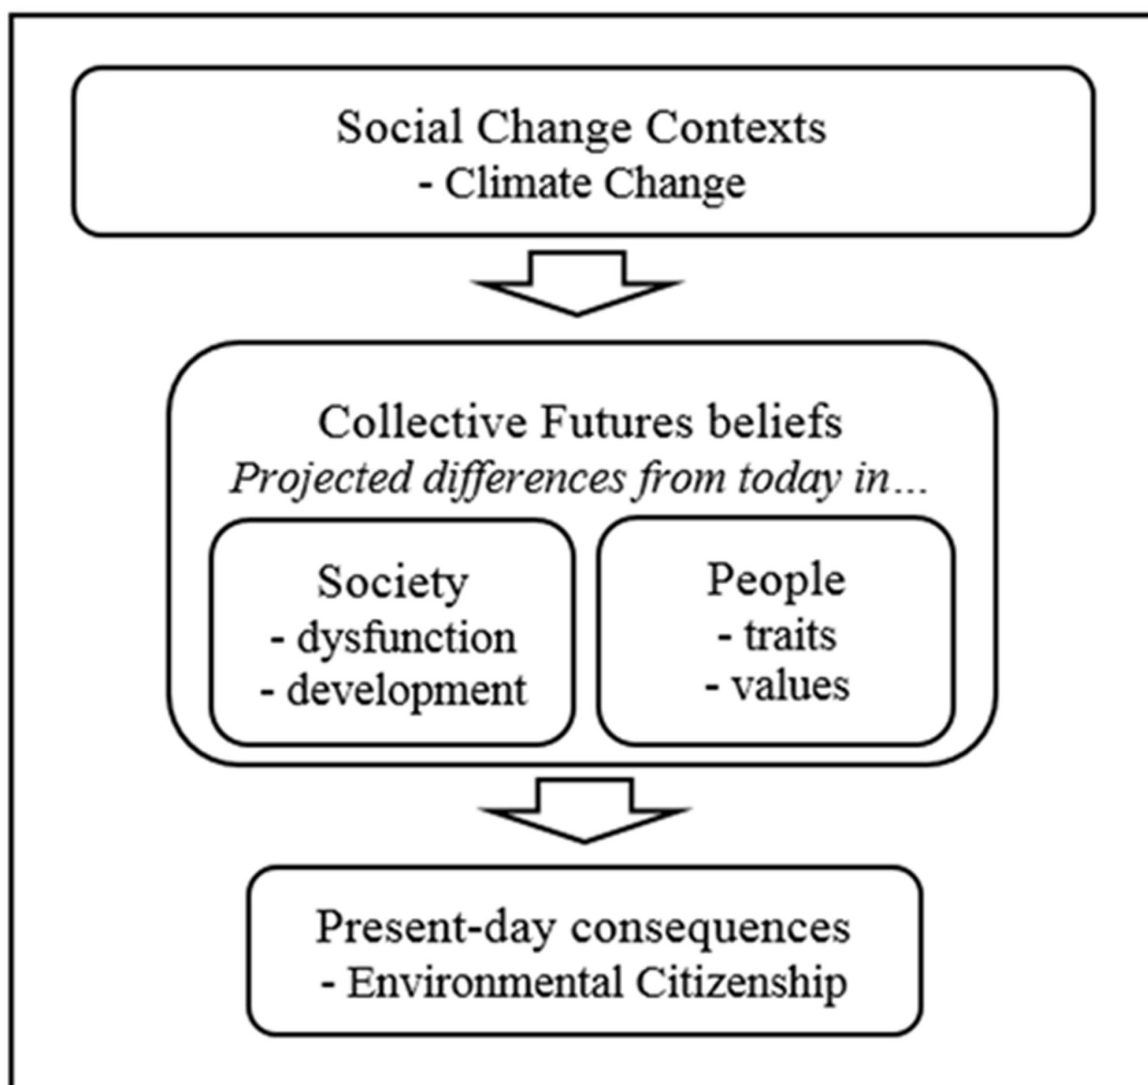 Social Change Contexts
- Climate Change
Collective Futures beliefs
Projected differences from today in...
Society
- dysfunction
- development
People
- traits
- values
Present-day consequences
- Environmental Citizenship